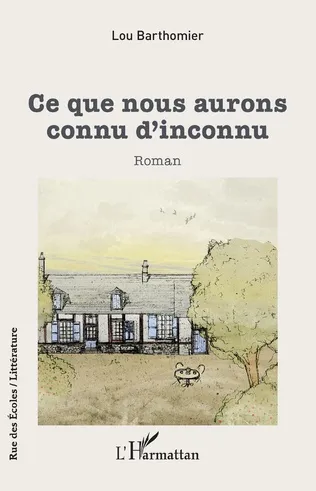 Lou Barthomier
Ce que nous aurons
connu d'inconnu
Roman
Rue des Écoles / Littérature
L'Harmattan